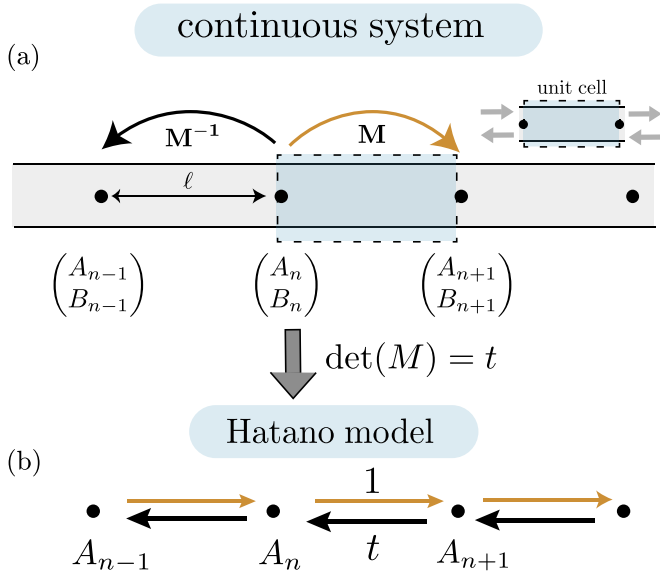 continuous system
(a)
unit cell
M⁻¹
M
ℓ
(Aₙ₋₁ Bₙ₋₁) (Aₙ Bₙ) (Aₙ₊₁ Bₙ₊₁)
det(M) = t
Hatano model
(b)
1
t
Aₙ₋₁ Aₙ Aₙ₊₁